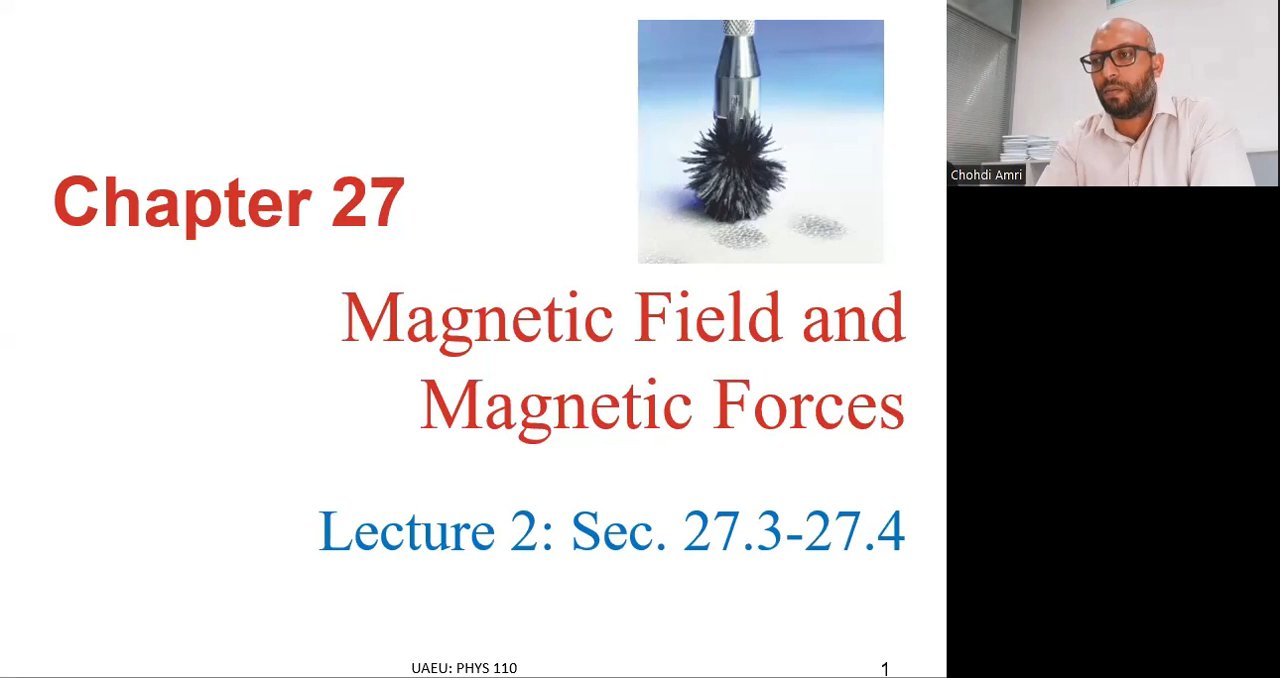 Chapter 27
Magnetic Field and
Magnetic Forces
Lecture 2: Sec. 27.3-27.4
UAEU: PHYS 110
1
Chohdi Amri